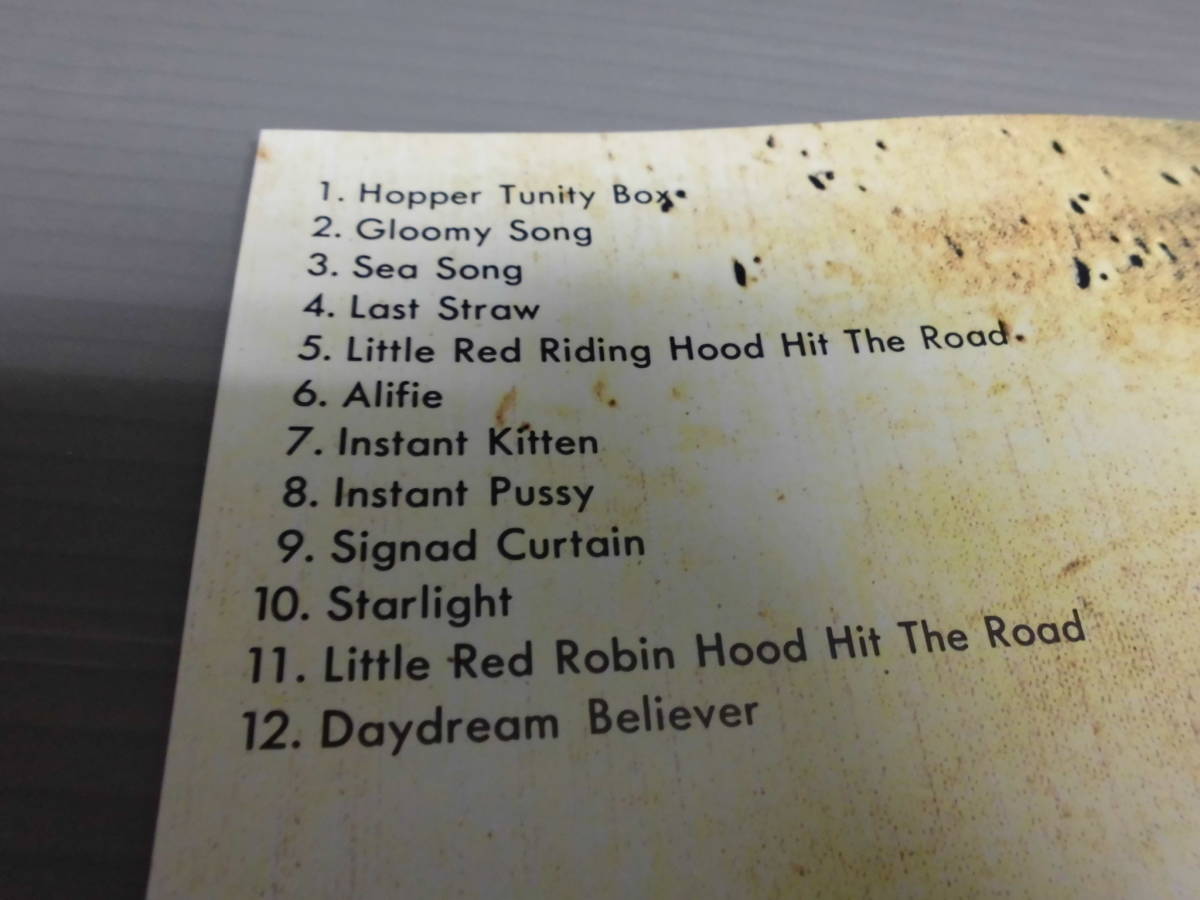 1. Hopper Tunity Box
2. Gloomy Song
3. Sea Song
4. Last Straw
5. Little Red Riding Hood Hit The Road
6. Alifie
7. Instant Kitten
8. Instant Pussy
9. Signad Curtain
10. Starlight
11. Little Red Robin Hood Hit The Road
12. Daydream Believer